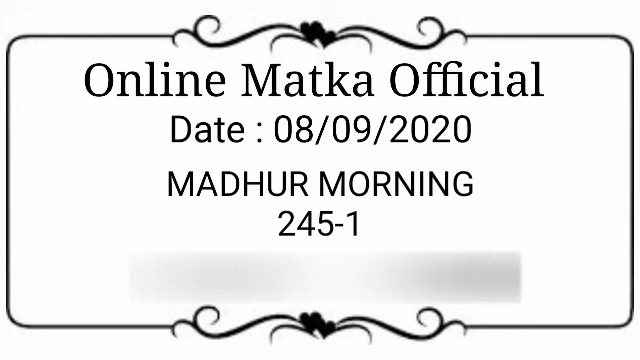 Online Matka Official
Date : 08/09/2020
MADHUR MORNING
245-1